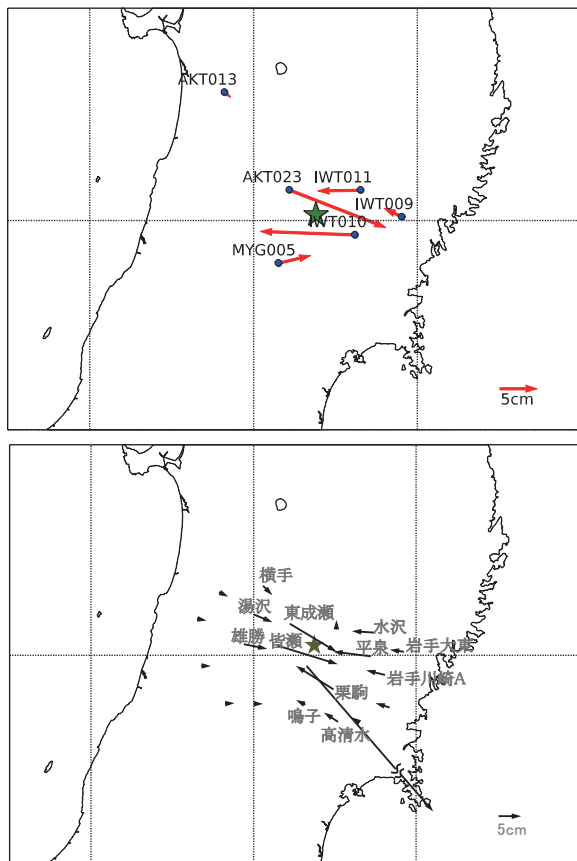 AKT013
AKT023
IWT011
IWT009
IWT010
MYG005
5cm
横手
湯沢
東成瀬
水沢
雄勝
皆瀬
平泉
岩手大東
岩手川崎A
栗駒
鳴子
高清水
5cm